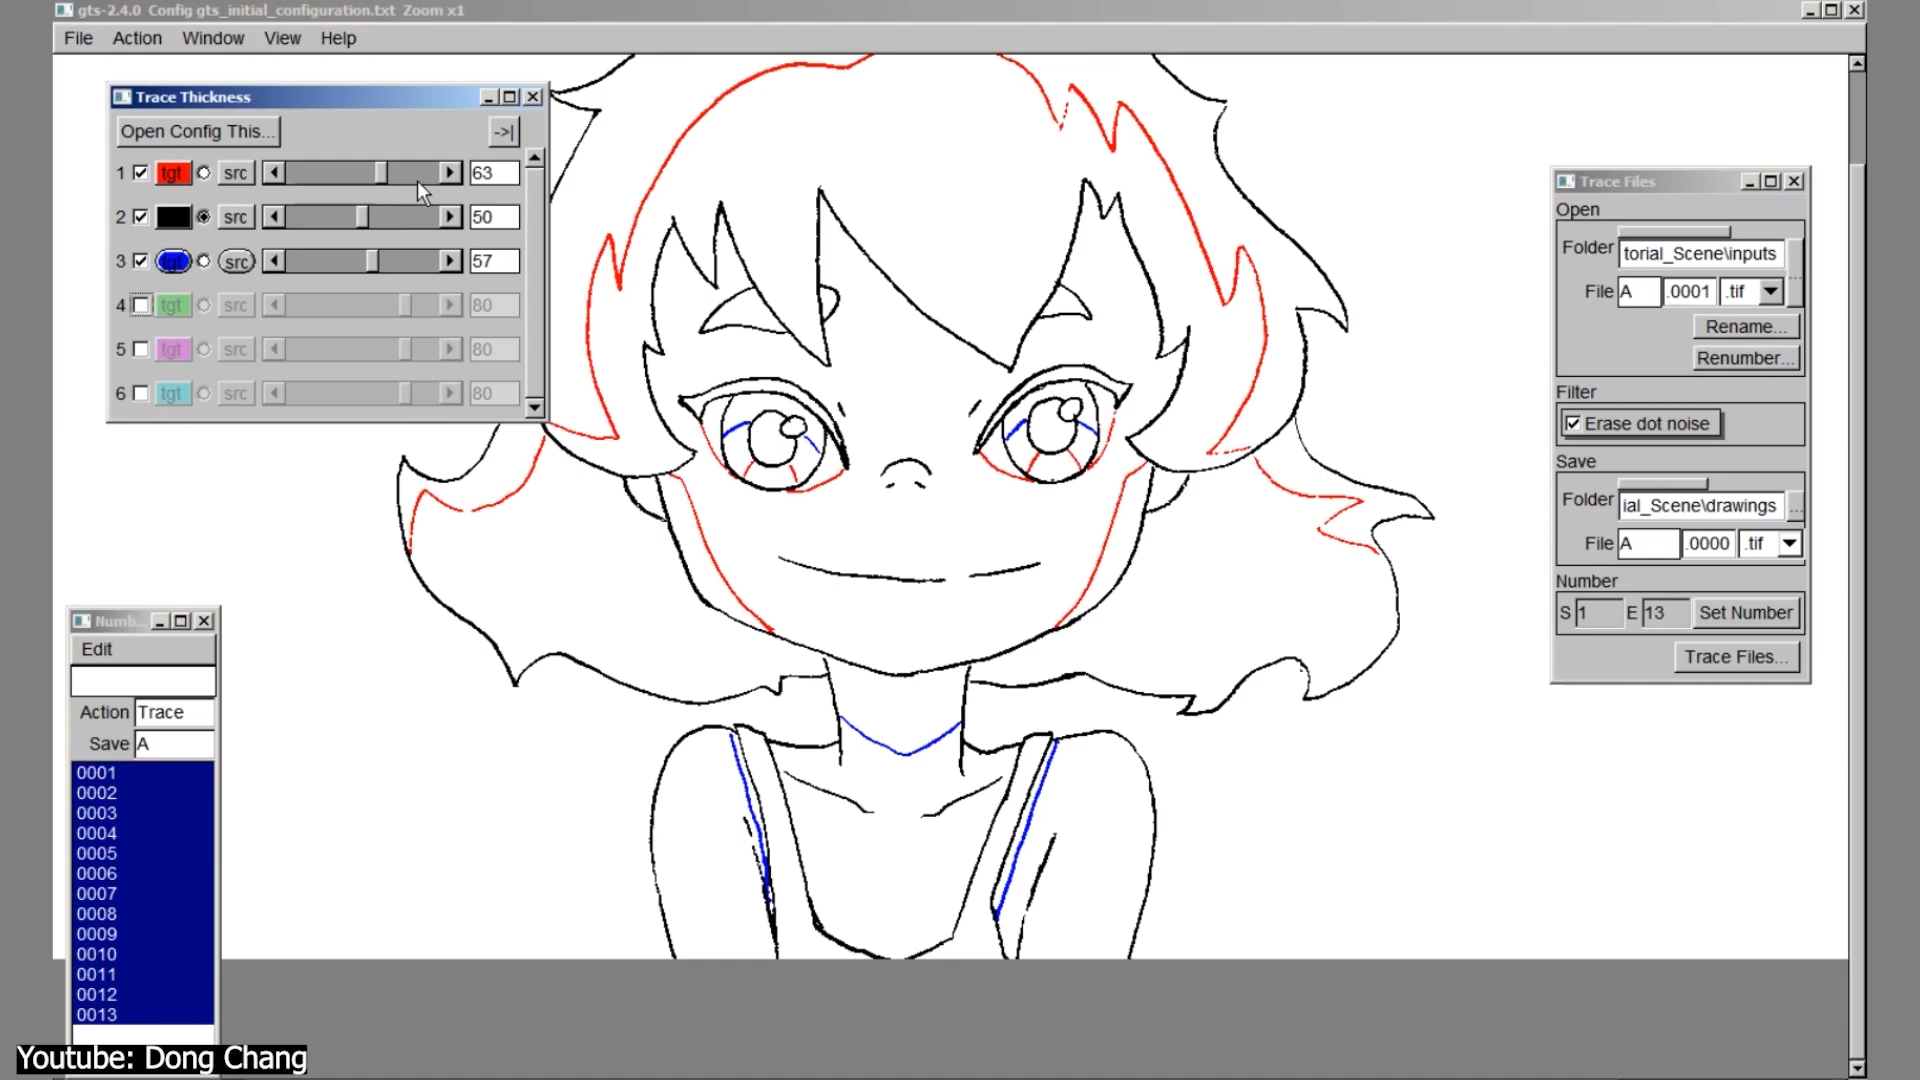 gts-2.4.0 Config gts_initial_configuration.txt Zoom x1
File Action Window View Help
Trace Thickness
Open Config This...
->|
1 tgt src 63
2 src 50
3 tgt src 57
4 tgt src 80
5 tgt src 80
6 tgt src 80
Trace Files
Open
Folder torial_Scene\inputs
File A .0001 .tif
Rename...
Renumber...
Filter
Erase dot noise
Save
Folder ial_Scene\drawings ...
File A .0000 .tif
Number
S 1 E 13 Set Number
Trace Files...
Numb...
Edit
Action Trace
Save A
0001
0002
0003
0004
0005
0006
0007
0008
0009
0010
0011
0012
0013
Youtube: Dong Chang